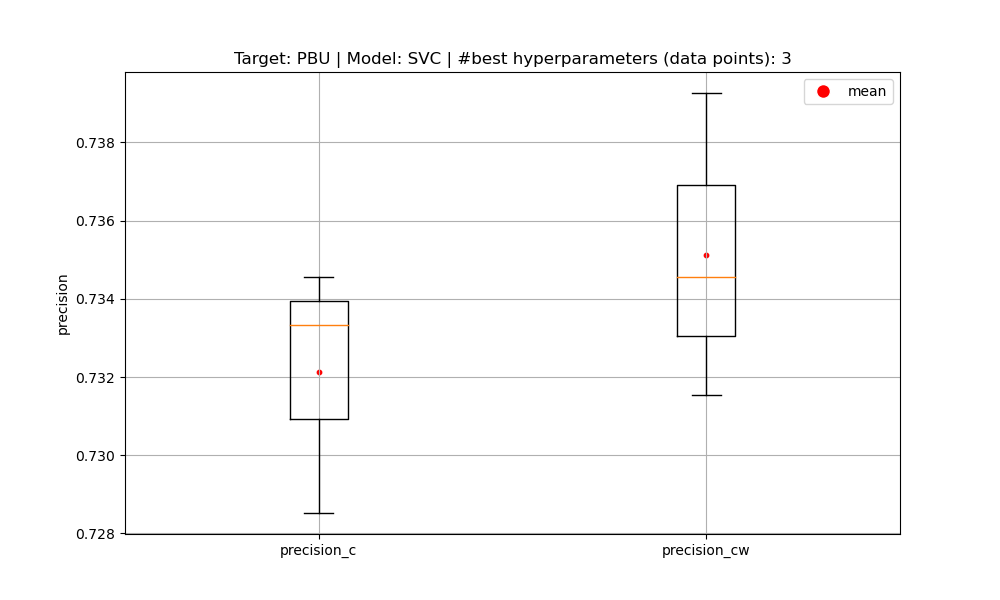 Target: PBU | Model: SVC | #best hyperparameters (data points): 3
mean
0.738
0.736
0.734
0.732
0.730
0.728
precision
precision_c
precision_cw